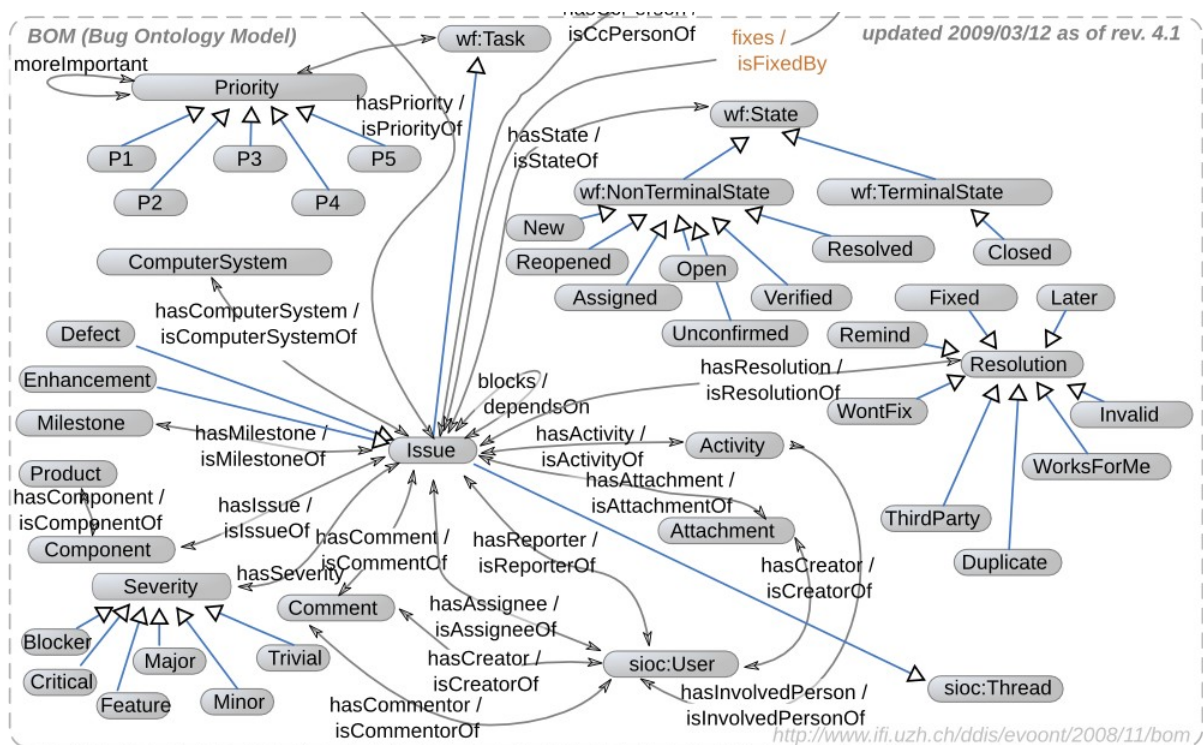 hasCcPerson /
isCcPersonOf
BOM (Bug Ontology Model)
wf:Task
fixes /
isFixedBy
updated 2009/03/12 as of rev. 4.1
moreImportant
Priority
hasPriority /
isPriorityOf
P1
P2
P3
P4
P5
hasState /
isStateOf
wf:State
wf:NonTerminalState
wf:TerminalState
New
Reopened
Assigned
Open
Unconfirmed
Verified
Resolved
Closed
ComputerSystem
hasComputerSystem /
isComputerSystemOf
Defect
Enhancement
Milestone
hasMilestone /
isMilestoneOf
Issue
blocks /
dependsOn
hasResolution /
isResolutionOf
Fixed
Later
Remind
Resolution
WontFix
Invalid
WorksForMe
ThirdParty
Duplicate
hasActivity /
isActivityOf
Activity
hasAttachment /
isAttachmentOf
Attachment
Product
hasComponent /
isComponentOf
Component
hasIssue /
isIssueOf
hasComment /
isCommentOf
hasReporter /
isReporterOf
hasCreator /
isCreatorOf
Severity
hasSeverity
Comment
hasAssignee /
isAssigneeOf
Blocker
Critical
Feature
Major
Minor
Trivial
hasCreator /
isCreatorOf
sioc:User
hasCommentor /
isCommentorOf
hasInvolvedPerson /
isInvolvedPersonOf
sioc:Thread
http://www.ifi.uzh.ch/ddis/evoont/2008/11/bom